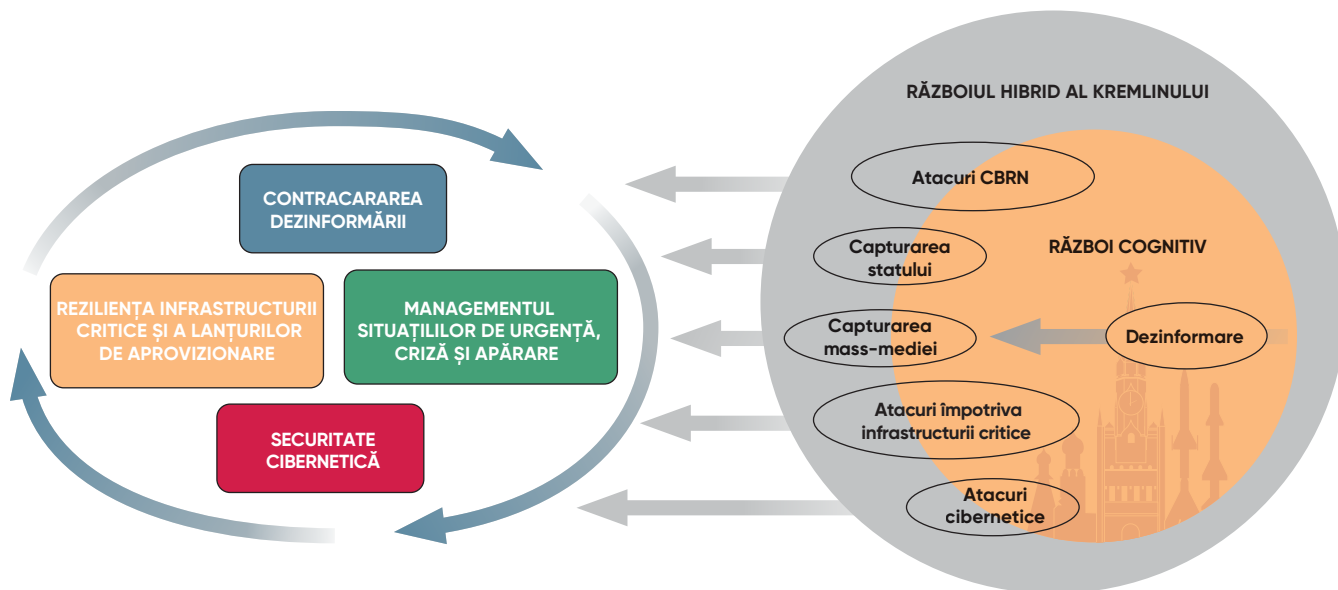 CONTRACARAREA
DEZINFORMĂRII
REZILIENȚA INFRASTRUCTURII
CRITICE ȘI A LANȚURILOR
DE APROVIZIONARE
MANAGEMENTUL
SITUAȚILILOR DE URGENȚĂ,
CRIZĂ ȘI APĂRARE
SECURITATE
CIBERNETICĂ
RĂZBOIUL HIBRID AL KREMLINULUI
Atacuri CBRN
RĂZBOI COGNITIV
Capturarea
statului
Capturarea
mass-mediei
Dezinformare
Atacuri împotriva
infrastructurii critice
Atacuri
cibernetice